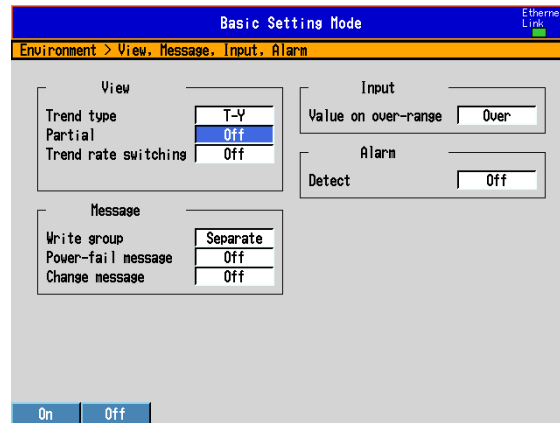 Basic Setting Mode
Etherne
Link
Environment > View, Message, Input, Alarm
View
Trend type T-Y
Partial Off
Trend rate switching Off
Message
Write group Separate
Power-fail message Off
Change message Off
Input
Value on over-range Over
Alarm
Detect Off
On Off